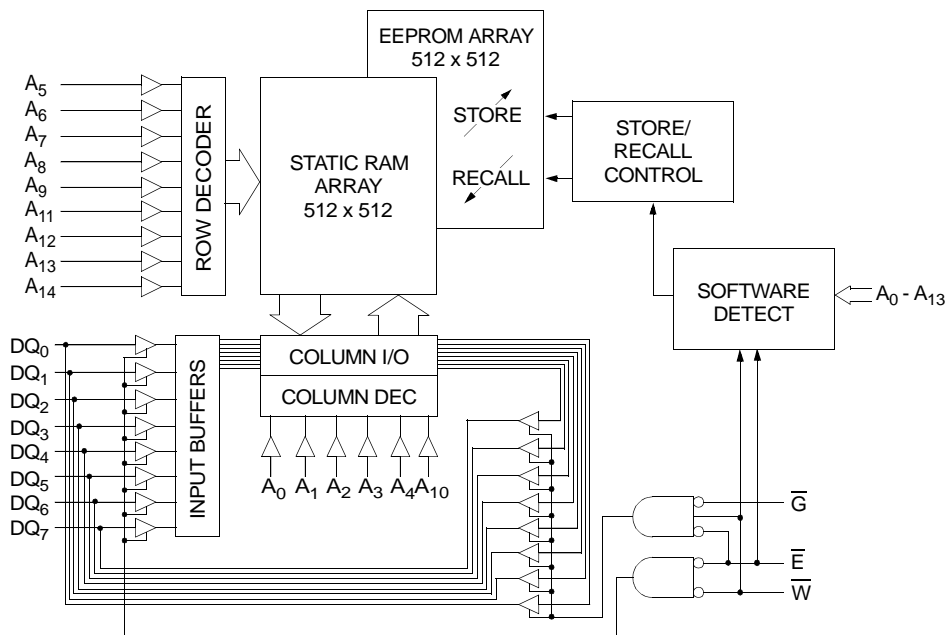 EEPROM ARRAY
512 x 512
STORE
RECALL
A5
A6
A7
A8
A9
A11
A12
A13
A14
ROW DECODER
STATIC RAM
ARRAY
512 x 512
STORE/
RECALL
CONTROL
SOFTWARE
DETECT
A0 - A13
DQ0
DQ1
DQ2
DQ3
DQ4
DQ5
DQ6
DQ7
INPUT BUFFERS
COLUMN I/O
COLUMN DEC
A0 A1 A2 A3 A4 A10
G̅
E̅
W̅